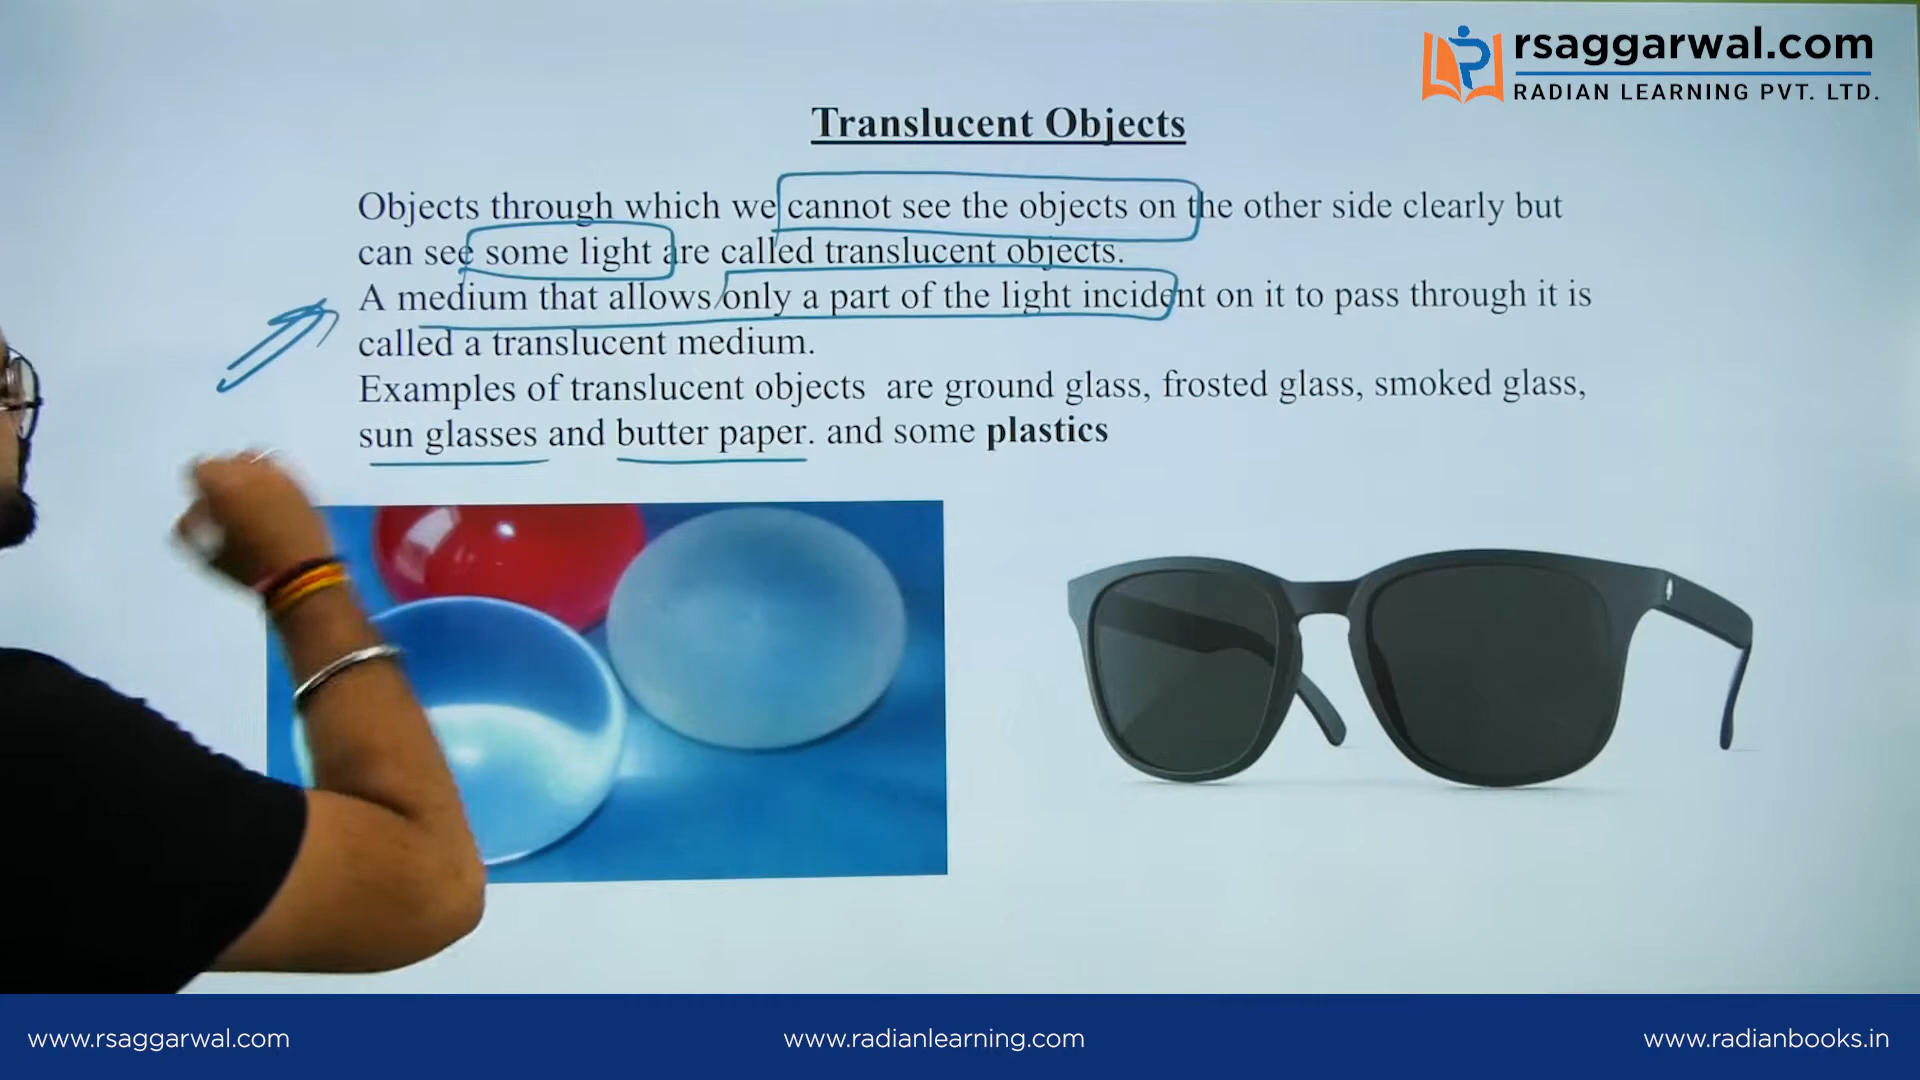 rsaggarwal.com
RADIAN LEARNING PVT. LTD.
Translucent Objects
Objects through which we cannot see the objects on the other side clearly but
can see some light are called translucent objects.
A medium that allows only a part of the light incident on it to pass through it is
called a translucent medium.
Examples of translucent objects are ground glass, frosted glass, smoked glass,
sun glasses and butter paper. and some plastics
www.rsaggarwal.com
www.radianlearning.com
www.radianbooks.in